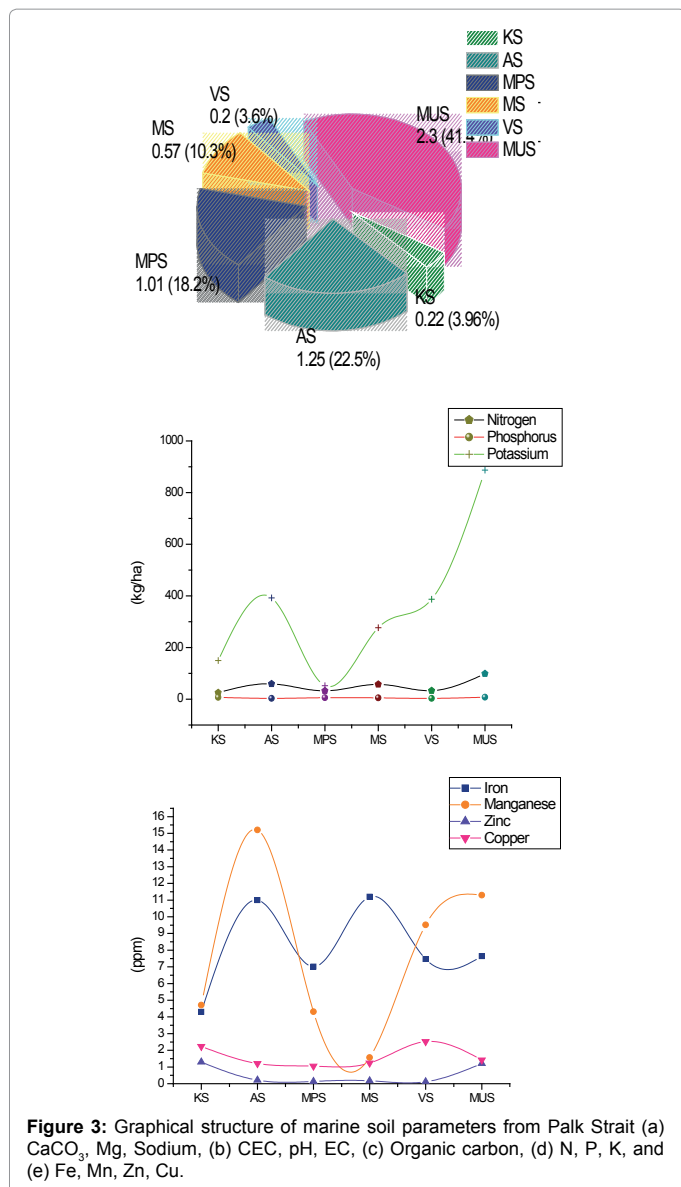 KS
AS
MPS
MS
VS
MUS
VS
0.2 (3.6%)
MS
0.57 (10.3%)
MUS
2.3 (41.4%)
MPS
1.01 (18.2%)
KS
0.22 (3.96%)
AS
1.25 (22.5%)
Nitrogen
Phosphorus
Potassium
1000
800
600
400
200
0
(kg/ha)
KS AS MPS MS VS MUS
Iron
Manganese
Zinc
Copper
16
15
14
13
12
11
10
9
8
7
6
5
4
3
2
1
0
(ppm)
KS AS MPS MS VS MUS
Figure 3: Graphical structure of marine soil parameters from Palk Strait (a)
CaCO₃, Mg, Sodium, (b) CEC, pH, EC, (c) Organic carbon, (d) N, P, K, and
(e) Fe, Mn, Zn, Cu.